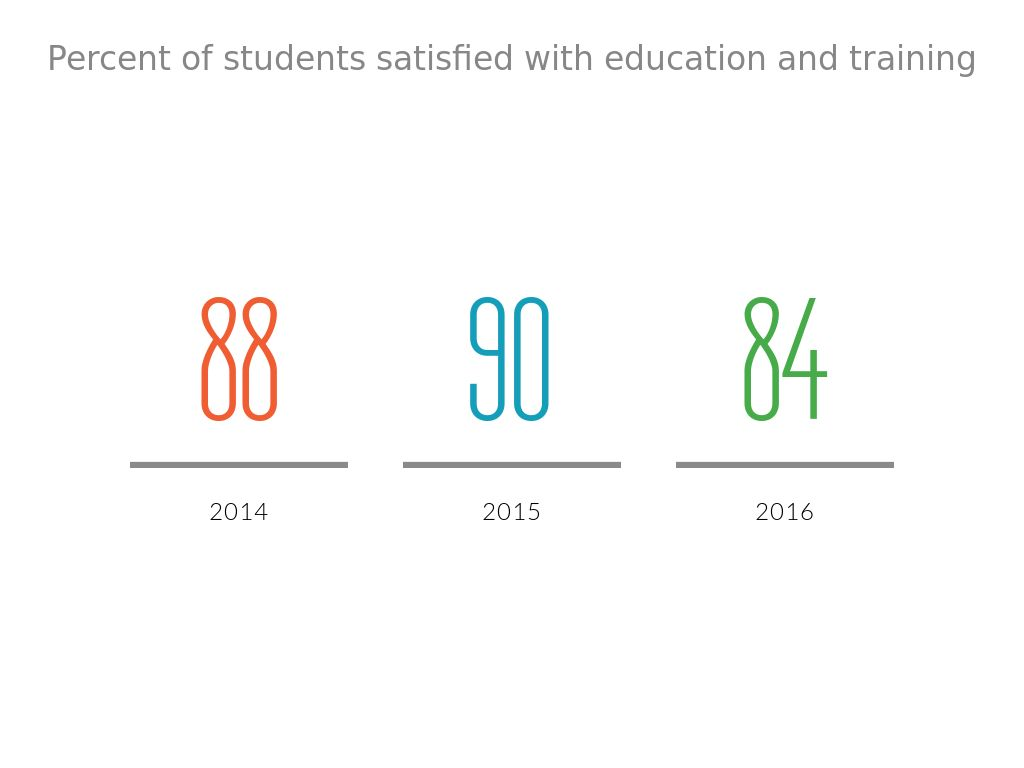 Percent of students satisfied with education and training
88 90 84
2014 2015 2016